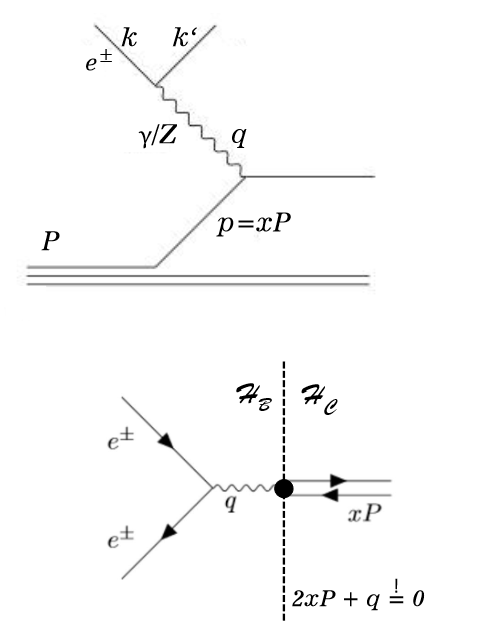 k k‘
e±
γ/Z q
p=xP
P
ℋ_B ℋ_C
e±
q
xP
e±
2xP + q =! 0